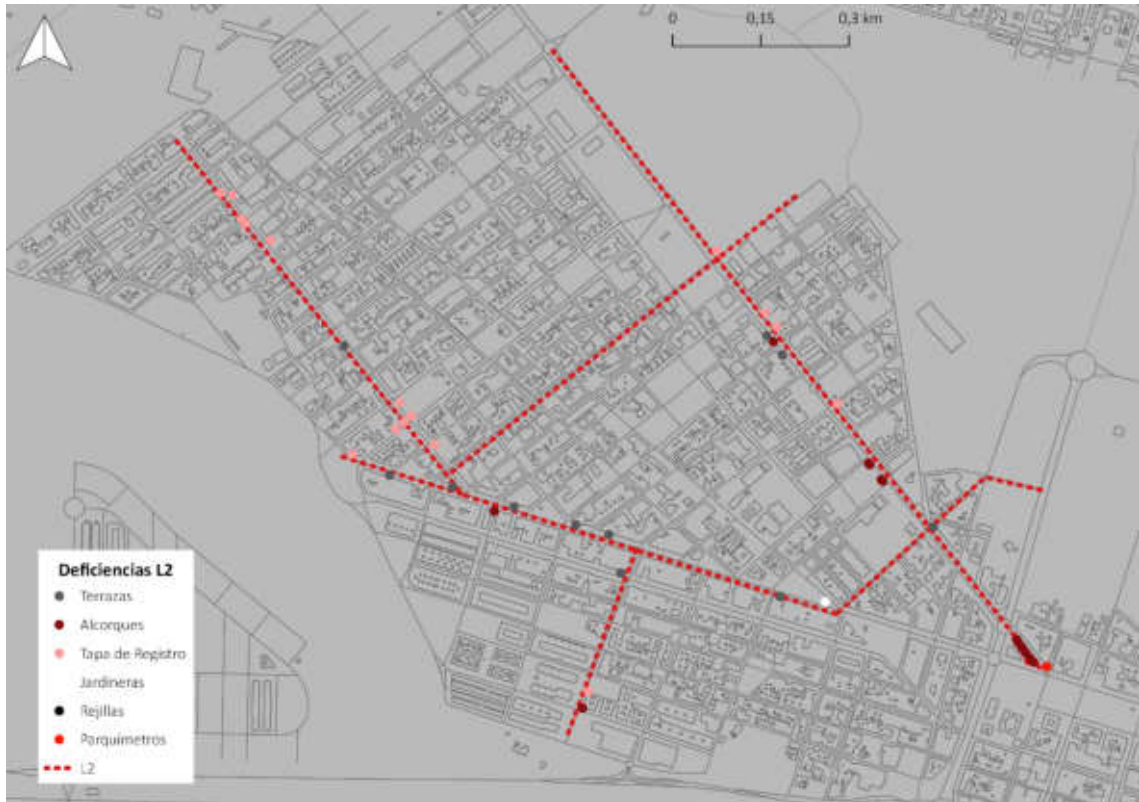 0 0,15 0,3 km
Deficiencias L2
Terrazas
Alcorques
Tapa de Registro
Jardineras
Rejillas
Parquímetros
L2